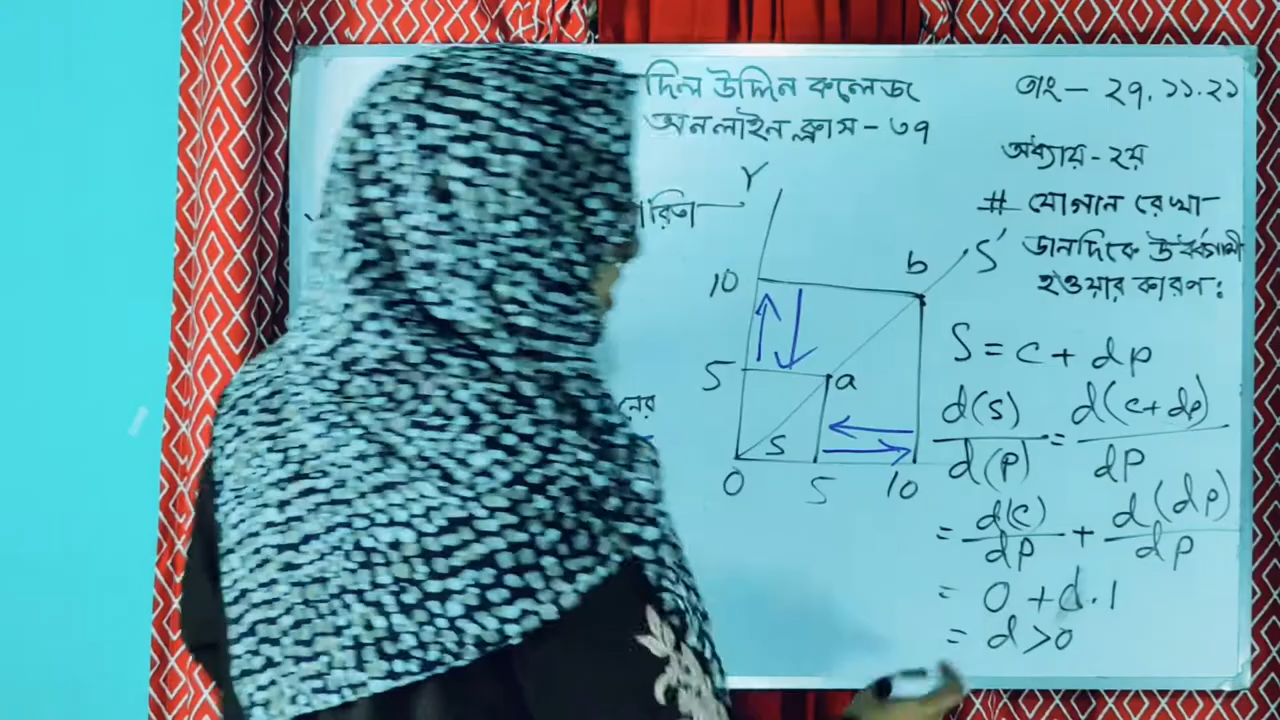 দিল উদ্দিন কলেজ
অনলাইন ক্লাস - ৩৭
তাং - ২৭.১১.২১
অধ্যায় - ২য়
# যোগান রেখা
ডানদিকে উর্ধ্বগামী
হওয়ার কারণ:
Y
10
b
S'
5
a
S
0 5 10
S = c + dp
d(s)/d(p) = d(c+dp)/dp
= d(c)/dp + d(dp)/dp
= 0 + d.1
= d > 0